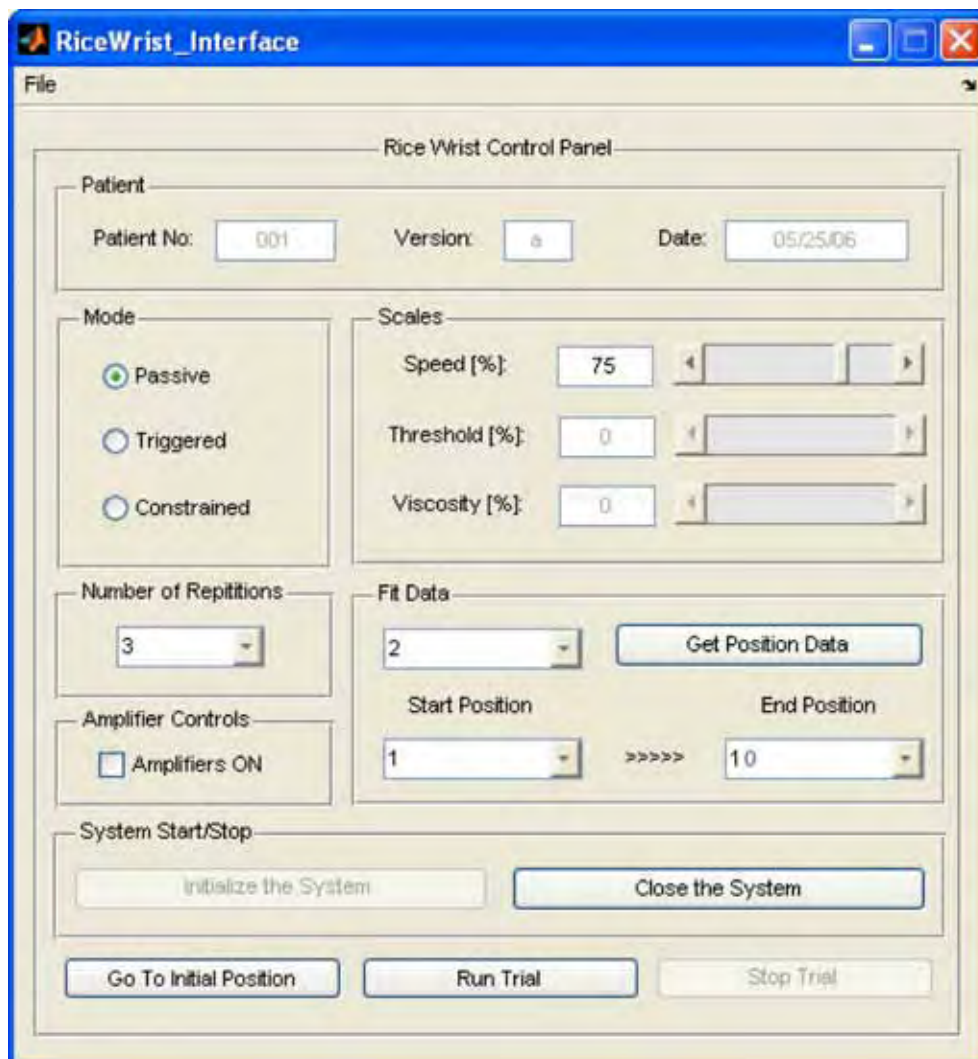 RiceWrist_Interface
File
Rice Wrist Control Panel
Patient
Patient No: 001 Version: a Date: 05/25/06
Mode
Passive
Triggered
Constrained
Scales
Speed [%]: 75
Threshold [%]: 0
Viscosity [%]: 0
Number of Repititions
3
Fit Data
2 Get Position Data
Start Position End Position
1 >>>>> 10
Amplifier Controls
Amplifiers ON
System Start/Stop
Initialize the System Close the System
Go To Initial Position Run Trial Stop Trial